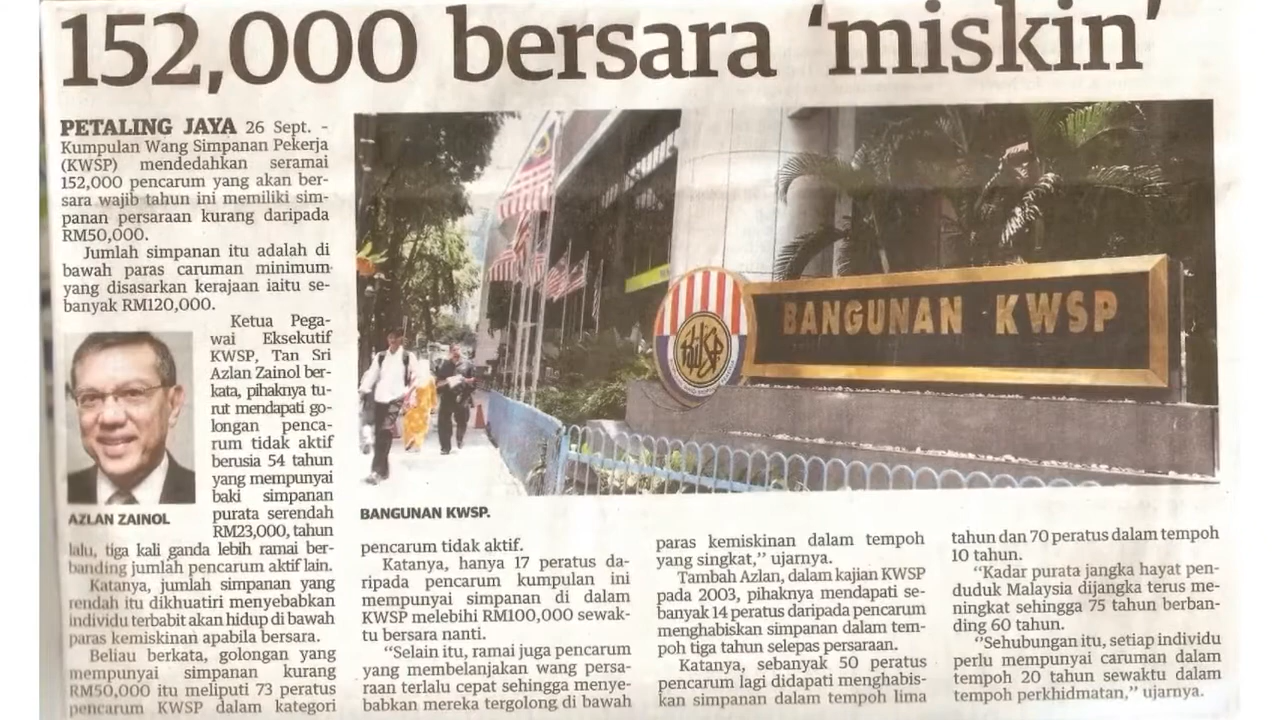 152,000 bersara ‘miskin’
PETALING JAYA 26 Sept. -
Kumpulan Wang Simpanan Pekerja
(KWSP) mendedahkan seramai
152,000 pencarum yang akan ber-
sara wajib tahun ini memiliki sim-
panan persaraan kurang daripada
RM50,000.
Jumlah simpanan itu adalah di
bawah paras caruman minimum
yang disasarkan kerajaan iaitu se-
banyak RM120,000.
Ketua Pega-
wai Eksekutif
KWSP, Tan Sri
Azlan Zainol ber-
kata, pihaknya tu-
rut mendapati go-
longan penca-
rum tidak aktif
berusia 54 tahun
yang mempunyai
baki simpanan
purata serendah
RM23,000, tahun
AZLAN ZAINOL
lalu, tiga kali ganda lebih ramai ber-
banding jumlah pencarum aktif lain.
Katanya, jumlah simpanan yang
rendah itu dikhuatiri menyebabkan
individu terbabit akan hidup di bawah
paras kemiskinan apabila bersara.
Beliau berkata, golongan yang
mempunyai simpanan kurang
RM50,000 itu meliputi 73 peratus
pencarum KWSP dalam kategori
BANGUNAN KWSP
KWSP
BANGUNAN KWSP.
pencarum tidak aktif.
Katanya, hanya 17 peratus da-
ripada pencarum kumpulan ini
mempunyai simpanan di dalam
KWSP melebihi RM100,000 sewak-
tu bersara nanti.
“Selain itu, ramai juga pencarum
yang membelanjakan wang persa-
raan terlalu cepat sehingga menye-
babkan mereka tergolong di bawah
paras kemiskinan dalam tempoh
yang singkat,” ujarnya.
Tambah Azlan, dalam kajian KWSP
pada 2003, pihaknya mendapati se-
banyak 14 peratus daripada pencarum
menghabiskan simpanan dalam tem-
poh tiga tahun selepas persaraan.
Katanya, sebanyak 50 peratus
pencarum lagi didapati menghabis-
kan simpanan dalam tempoh lima
tahun dan 70 peratus dalam tempoh
10 tahun.
“Kadar purata jangka hayat pen-
duduk Malaysia dijangka terus me-
ningkat sehingga 75 tahun berban-
ding 60 tahun.
“Sehubungan itu, setiap individu
perlu mempunyai caruman dalam
tempoh 20 tahun sewaktu dalam
tempoh perkhidmatan,” ujarnya.